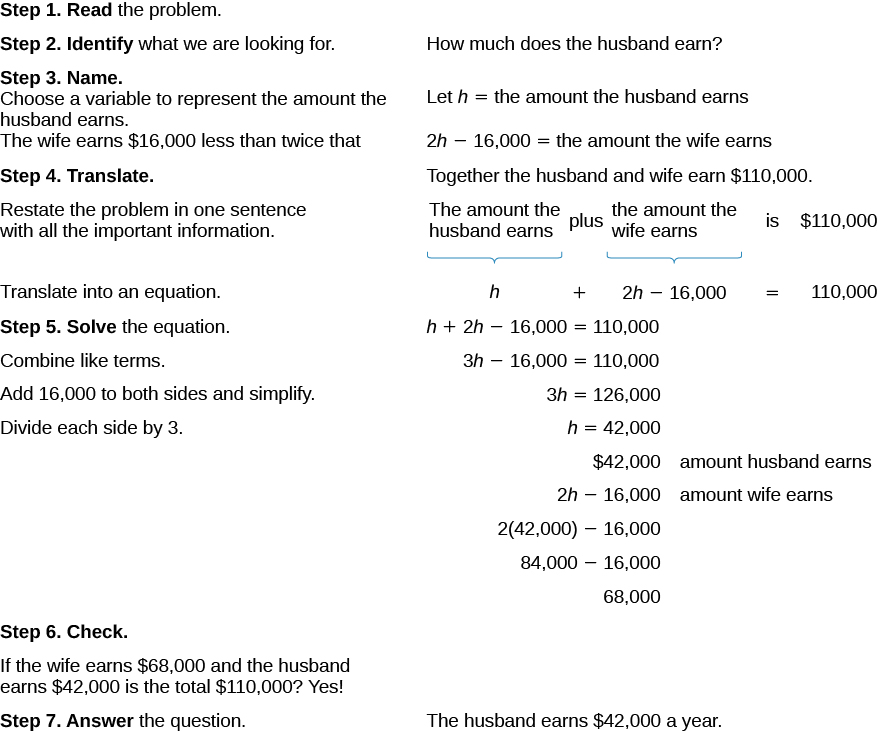 Step 1. Read the problem.
Step 2. Identify what we are looking for. How much does the husband earn?
Step 3. Name.
Choose a variable to represent the amount the
husband earns.
Let h = the amount the husband earns
The wife earns $16,000 less than twice that 2h − 16,000 = the amount the wife earns
Step 4. Translate. Together the husband and wife earn $110,000.
Restate the problem in one sentence
with all the important information.
The amount the
husband earns
plus
the amount the
wife earns
is $110,000
Translate into an equation. h + 2h − 16,000 = 110,000
Step 5. Solve the equation. h + 2h − 16,000 = 110,000
Combine like terms. 3h − 16,000 = 110,000
Add 16,000 to both sides and simplify. 3h = 126,000
Divide each side by 3. h = 42,000
$42,000 amount husband earns
2h − 16,000 amount wife earns
2(42,000) − 16,000
84,000 − 16,000
68,000
Step 6. Check.
If the wife earns $68,000 and the husband
earns $42,000 is the total $110,000? Yes!
Step 7. Answer the question. The husband earns $42,000 a year.